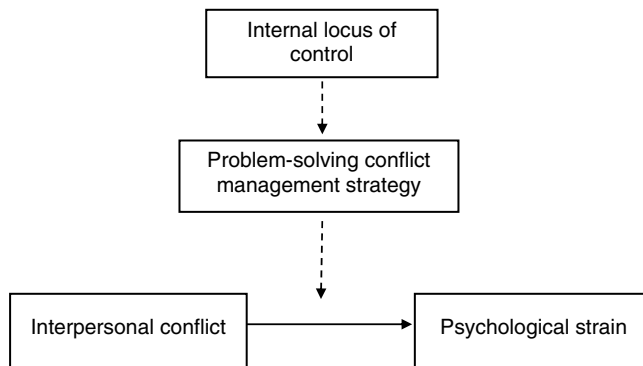 Internal locus of
control
Problem-solving conflict
management strategy
Interpersonal conflict
Psychological strain